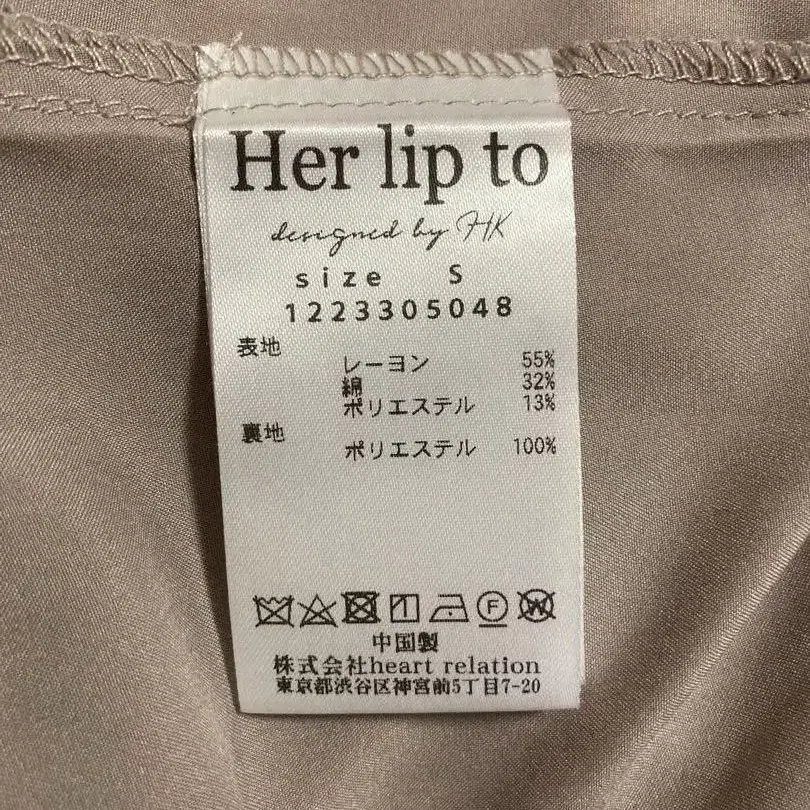 Her lip to
designed by HK
size S
1223305048
表地
レーヨン 55%
綿 32%
ポリエステル 13%
裏地
ポリエステル 100%
F W
中国製
株式会社heart relation
東京都渋谷区神宮前5丁目7-20